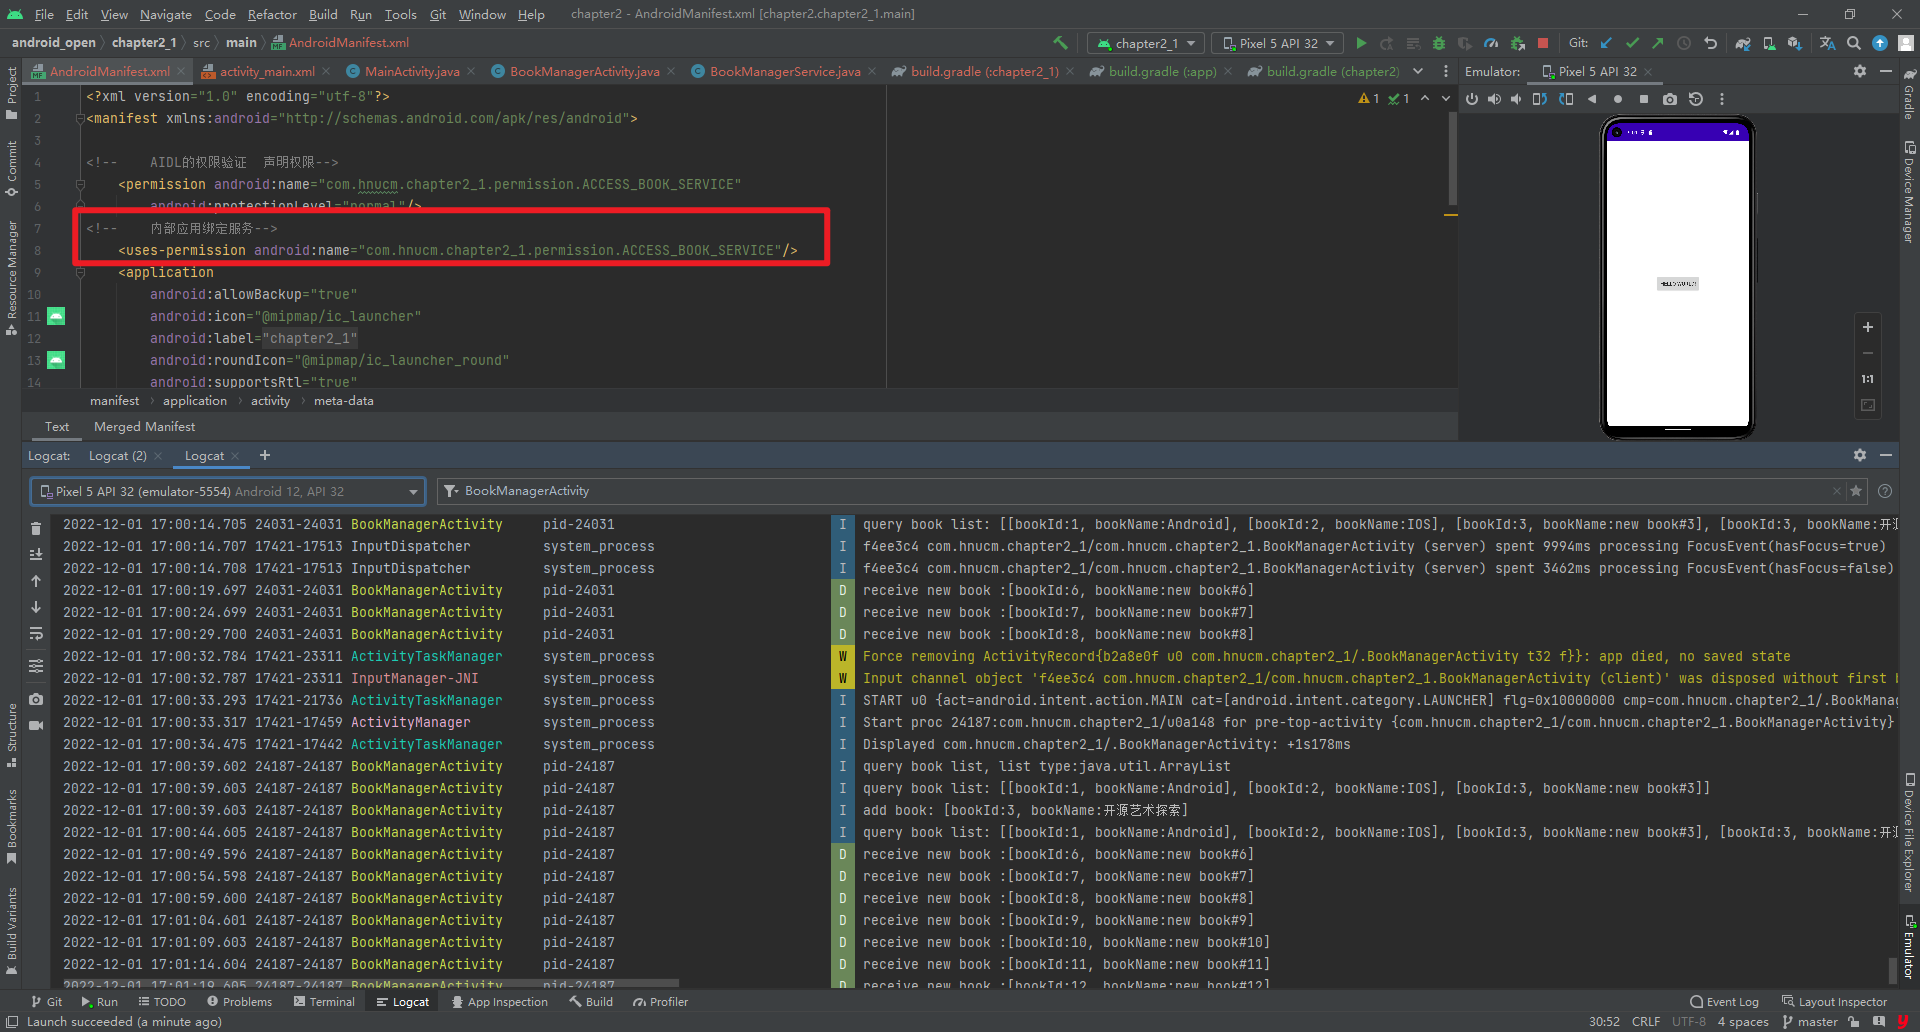 File Edit View Navigate Code Refactor Build Run Tools Git Window Help chapter2 - AndroidManifest.xml [chapter2.chapter2_1.main]
android_open chapter2_1 src main AndroidManifest.xml chapter2_1 Pixel 5 API 32 Git:
AndroidManifest.xml activity_main.xml MainActivity.java BookManagerActivity.java BookManagerService.java build.gradle (:chapter2_1) build.gradle (:app) build.gradle (chapter2) Emulator: Pixel 5 API 32
1 <?xml version="1.0" encoding="utf-8"?>
2 <manifest xmlns:android="http://schemas.android.com/apk/res/android">
3
4 <!-- AIDL的权限验证 声明权限-->
5 <permission android:name="com.hnucm.chapter2_1.permission.ACCESS_BOOK_SERVICE"
6 android:protectionLevel="normal"/>
7 <!-- 内部应用绑定服务-->
8 <uses-permission android:name="com.hnucm.chapter2_1.permission.ACCESS_BOOK_SERVICE"/>
9 <application
10 android:allowBackup="true"
11 android:icon="@mipmap/ic_launcher"
12 android:label="chapter2_1"
13 android:roundIcon="@mipmap/ic_launcher_round"
14 android:supportsRtl="true"
1 1
1:1
manifest application activity meta-data
Text Merged Manifest
Logcat: Logcat (2) Logcat
Pixel 5 API 32 (emulator-5554) Android 12, API 32 BookManagerActivity
2022-12-01 17:00:14.705 24031-24031 BookManagerActivity pid-24031 I query book list: [[bookId:1, bookName:Android], [bookId:2, bookName:IOS], [bookId:3, bookName:new book#3], [bookId:3, bookName:开源
2022-12-01 17:00:14.707 17421-17513 InputDispatcher system_process I f4ee3c4 com.hnucm.chapter2_1/com.hnucm.chapter2_1.BookManagerActivity (server) spent 9994ms processing FocusEvent(hasFocus=true)
2022-12-01 17:00:14.708 17421-17513 InputDispatcher system_process I f4ee3c4 com.hnucm.chapter2_1/com.hnucm.chapter2_1.BookManagerActivity (server) spent 3462ms processing FocusEvent(hasFocus=false)
2022-12-01 17:00:19.697 24031-24031 BookManagerActivity pid-24031 D receive new book :[bookId:6, bookName:new book#6]
2022-12-01 17:00:24.699 24031-24031 BookManagerActivity pid-24031 D receive new book :[bookId:7, bookName:new book#7]
2022-12-01 17:00:29.700 24031-24031 BookManagerActivity pid-24031 D receive new book :[bookId:8, bookName:new book#8]
2022-12-01 17:00:32.784 17421-23311 ActivityTaskManager system_process W Force removing ActivityRecord{b2a8e0f u0 com.hnucm.chapter2_1/.BookManagerActivity t32 f}}: app died, no saved state
2022-12-01 17:00:32.787 17421-23311 InputManager-JNI system_process W Input channel object 'f4ee3c4 com.hnucm.chapter2_1/com.hnucm.chapter2_1.BookManagerActivity (client)' was disposed without first b
2022-12-01 17:00:33.293 17421-21736 ActivityTaskManager system_process I START u0 {act=android.intent.action.MAIN cat=[android.intent.category.LAUNCHER] flg=0x10000000 cmp=com.hnucm.chapter2_1/.BookManag
2022-12-01 17:00:33.317 17421-17459 ActivityManager system_process I Start proc 24187:com.hnucm.chapter2_1/u0a148 for pre-top-activity {com.hnucm.chapter2_1/com.hnucm.chapter2_1.BookManagerActivity}
2022-12-01 17:00:34.475 17421-17442 ActivityTaskManager system_process I Displayed com.hnucm.chapter2_1/.BookManagerActivity: +1s178ms
2022-12-01 17:00:39.602 24187-24187 BookManagerActivity pid-24187 I query book list, list type:java.util.ArrayList
2022-12-01 17:00:39.603 24187-24187 BookManagerActivity pid-24187 I query book list: [[bookId:1, bookName:Android], [bookId:2, bookName:IOS], [bookId:3, bookName:new book#3]]
2022-12-01 17:00:39.603 24187-24187 BookManagerActivity pid-24187 I add book: [bookId:3, bookName:开源艺术探索]
2022-12-01 17:00:44.605 24187-24187 BookManagerActivity pid-24187 I query book list: [[bookId:1, bookName:Android], [bookId:2, bookName:IOS], [bookId:3, bookName:new book#3], [bookId:3, bookName:开源
2022-12-01 17:00:49.596 24187-24187 BookManagerActivity pid-24187 D receive new book :[bookId:6, bookName:new book#6]
2022-12-01 17:00:54.598 24187-24187 BookManagerActivity pid-24187 D receive new book :[bookId:7, bookName:new book#7]
2022-12-01 17:00:59.600 24187-24187 BookManagerActivity pid-24187 D receive new book :[bookId:8, bookName:new book#8]
2022-12-01 17:01:04.601 24187-24187 BookManagerActivity pid-24187 D receive new book :[bookId:9, bookName:new book#9]
2022-12-01 17:01:09.603 24187-24187 BookManagerActivity pid-24187 D receive new book :[bookId:10, bookName:new book#10]
2022-12-01 17:01:14.604 24187-24187 BookManagerActivity pid-24187 D receive new book :[bookId:11, bookName:new book#11]
2022-12-01 17:01:19.605 24187-24187 BookManagerActivity pid-24187 D receive new book :[bookId:12, bookName:new book#12]
Git Run TODO Problems Terminal Logcat App Inspection Build Profiler Event Log Layout Inspector
Launch succeeded (a minute ago) 30:52 CRLF UTF-8 4 spaces master
Project
Commit
Resource Manager
Structure
Bookmarks
Build Variants
Gradle
Device Manager
Device File Explorer
Emulator